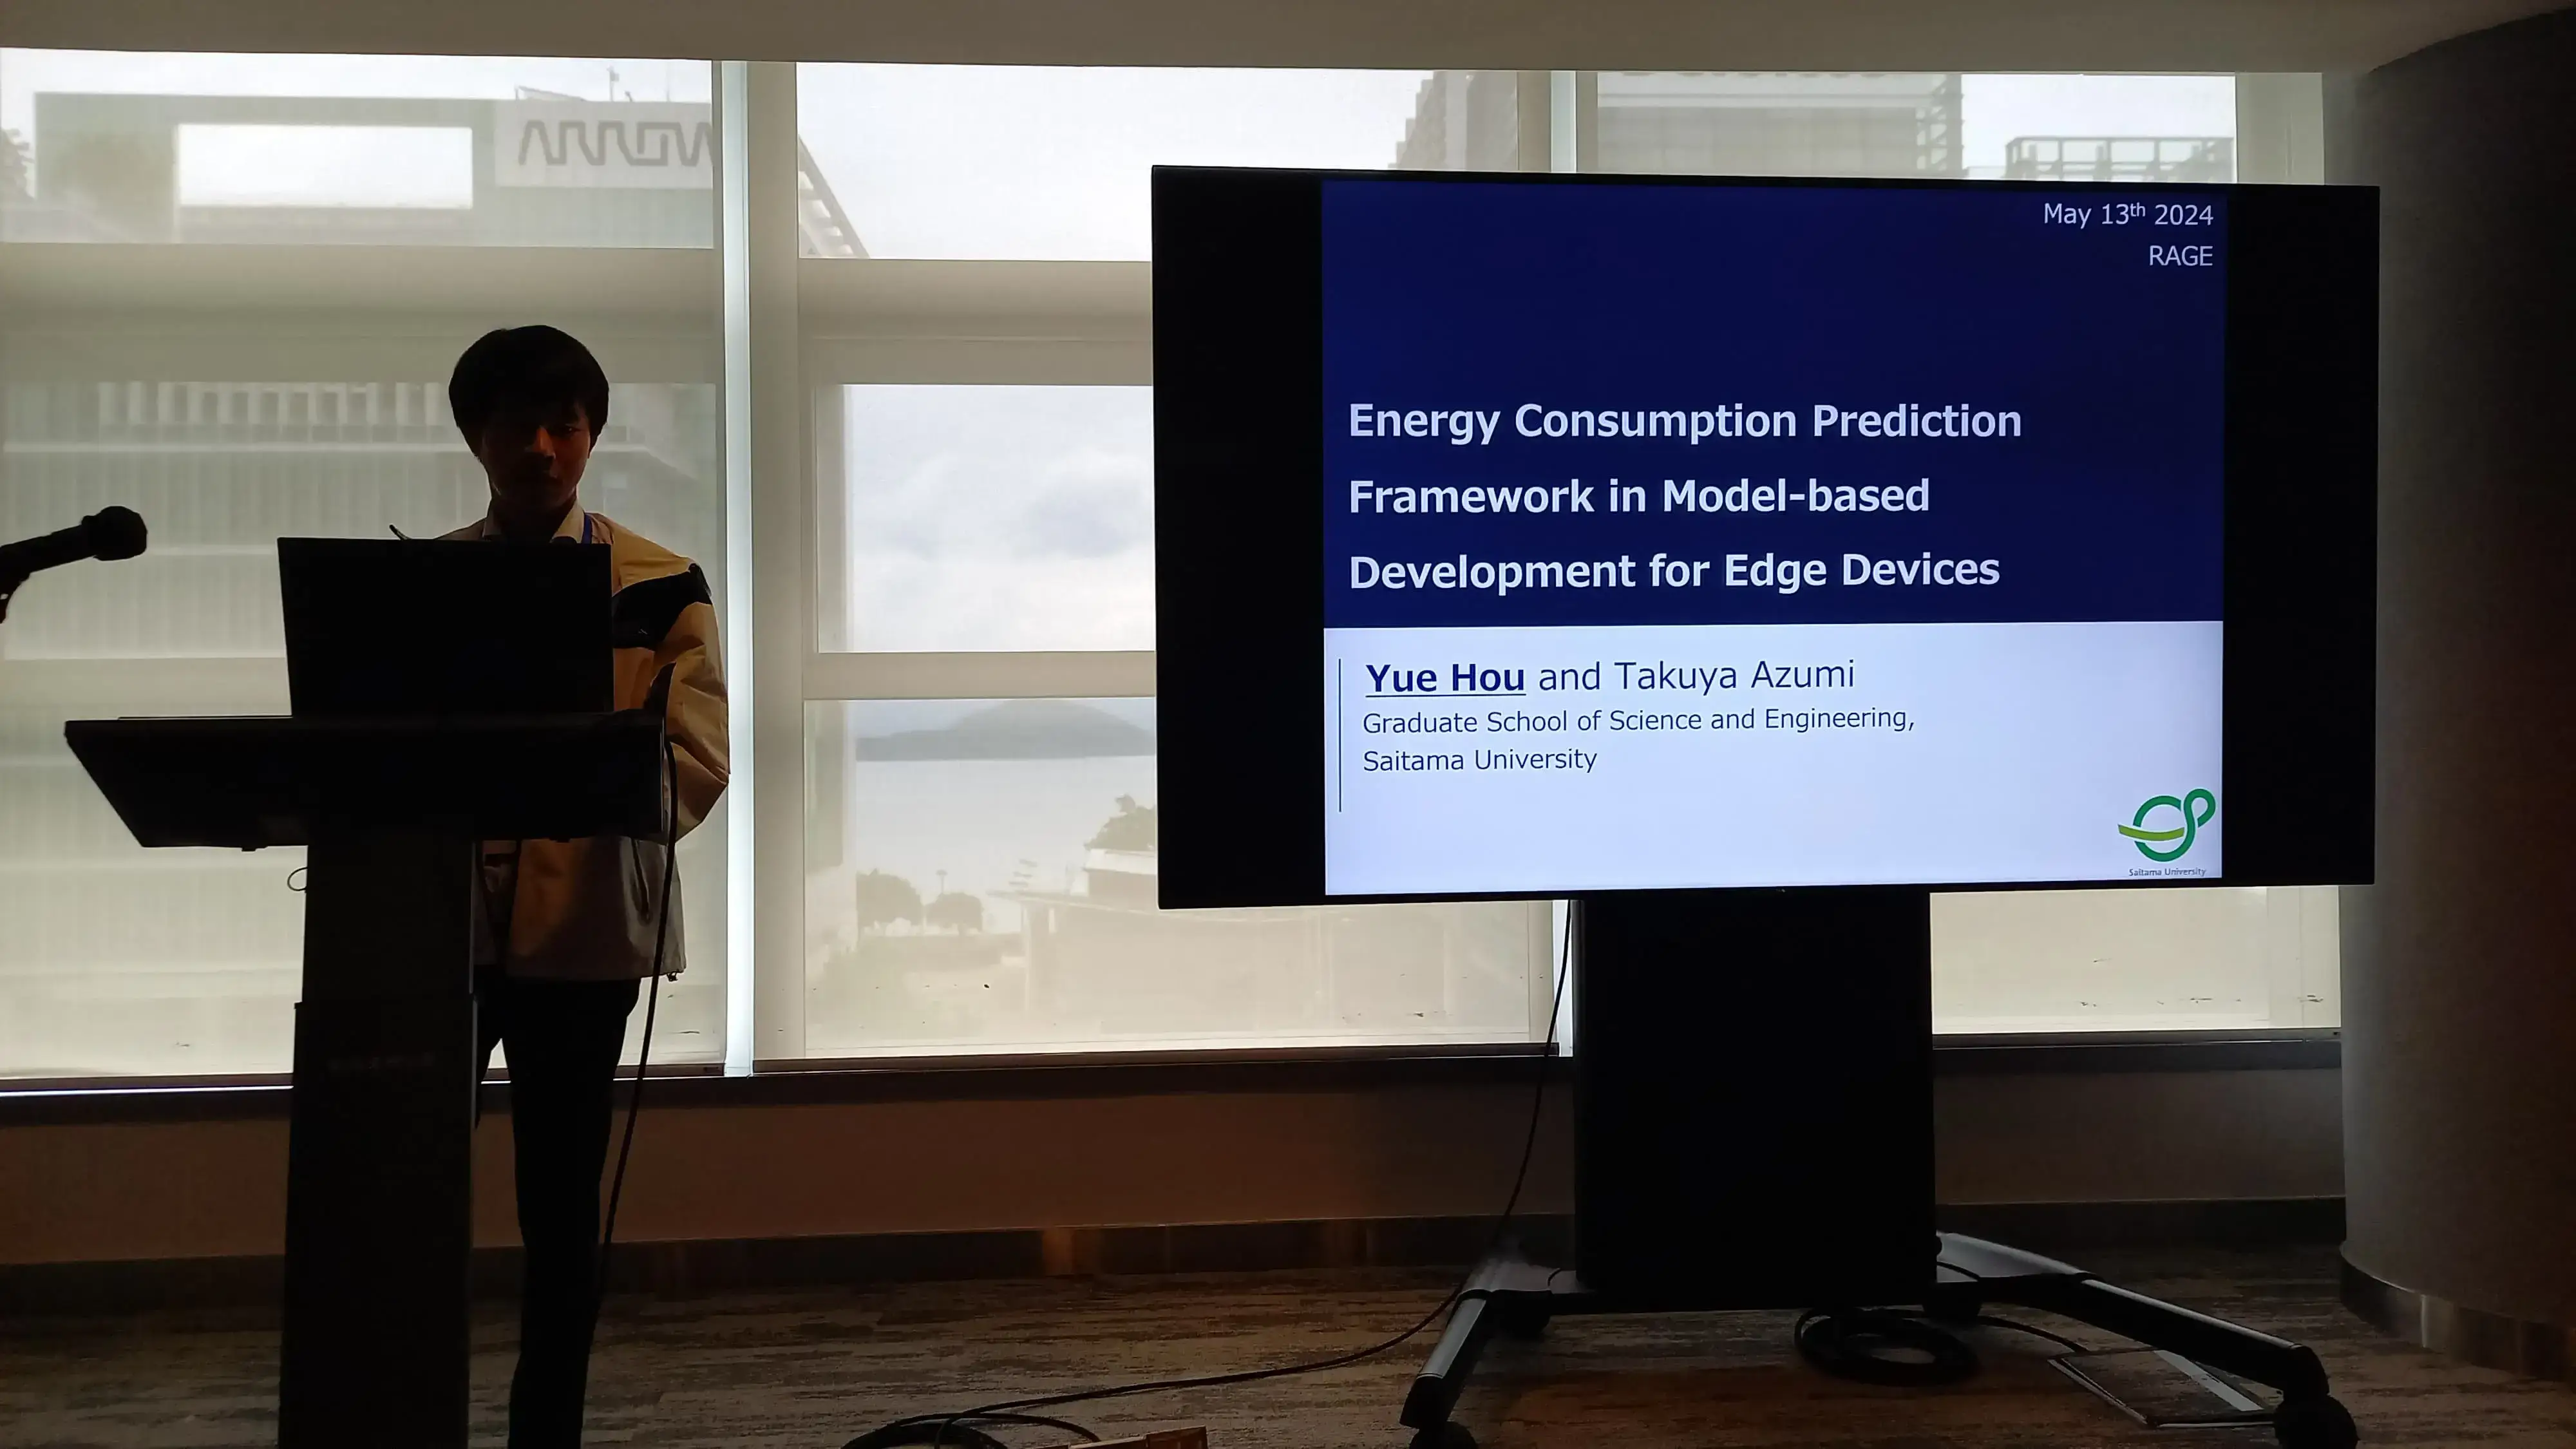 ARROW
May 13th 2024
RAGE
Energy Consumption Prediction
Framework in Model-based
Development for Edge Devices
Yue Hou and Takuya Azumi
Graduate School of Science and Engineering,
Saitama University
Saitama University